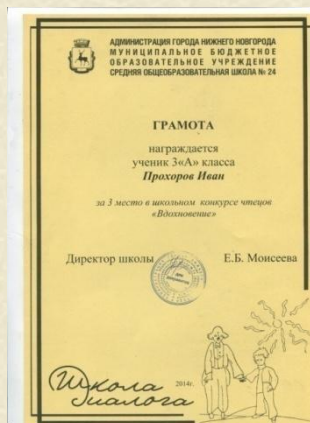 АДМИНИСТРАЦИЯ ГОРОДА НИЖНЕГО НОВГОРОДА
МУНИЦИПАЛЬНОЕ БЮДЖЕТНОЕ
ОБРАЗОВАТЕЛЬНОЕ УЧРЕЖДЕНИЕ
СРЕДНЯЯ ОБЩЕОБРАЗОВАТЕЛЬНАЯ ШКОЛА № 24
ГРАМОТА
награждается
ученик 3«А» класса
Прохоров Иван
за 3 место в школьном конкурсе чтецов
«Вдохновение»
Директор школы Е.Б. Моисеева
2014г.
Школа
диалога